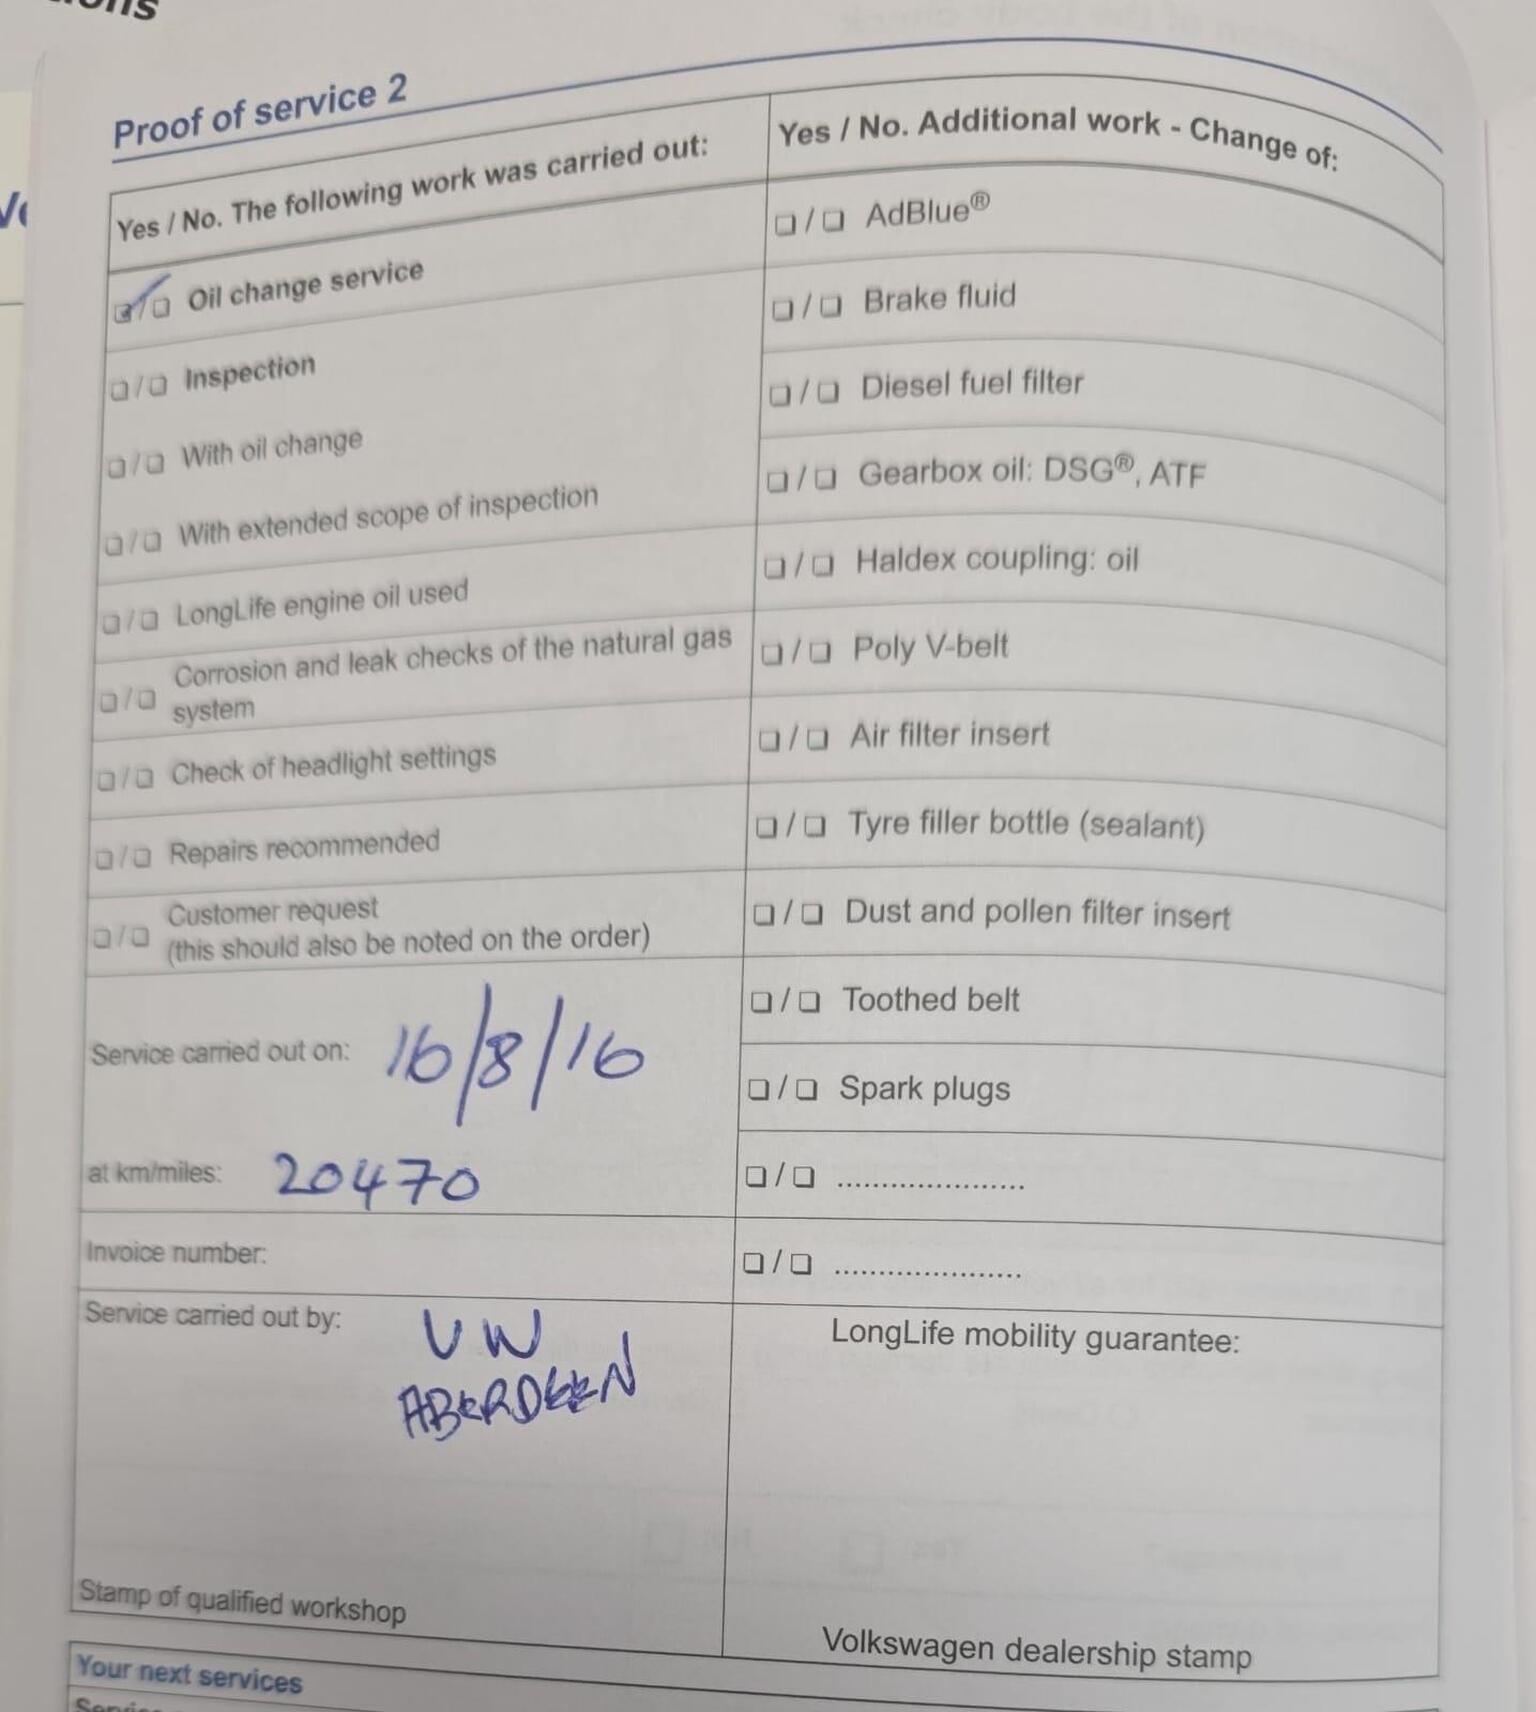 Proof of service 2
Yes / No. The following work was carried out:
☑/❏ Oil change service
❏/❏ Inspection
❏/❏ With oil change
❏/❏ With extended scope of inspection
❏/❏ LongLife engine oil used
❏/❏ Corrosion and leak checks of the natural gas
system
❏/❏ Check of headlight settings
❏/❏ Repairs recommended
❏/❏ Customer request
(this should also be noted on the order)
Service carried out on: 16/8/16
at km/miles: 20470
Invoice number:
Service carried out by: VW
ABERDEEN
Stamp of qualified workshop
Yes / No. Additional work - Change of:
❏/❏ AdBlue®
❏/❏ Brake fluid
❏/❏ Diesel fuel filter
❏/❏ Gearbox oil: DSG®, ATF
❏/❏ Haldex coupling: oil
❏/❏ Poly V-belt
❏/❏ Air filter insert
❏/❏ Tyre filler bottle (sealant)
❏/❏ Dust and pollen filter insert
❏/❏ Toothed belt
❏/❏ Spark plugs
❏/❏ .....................
❏/❏ .....................
LongLife mobility guarantee:
Volkswagen dealership stamp
Your next services